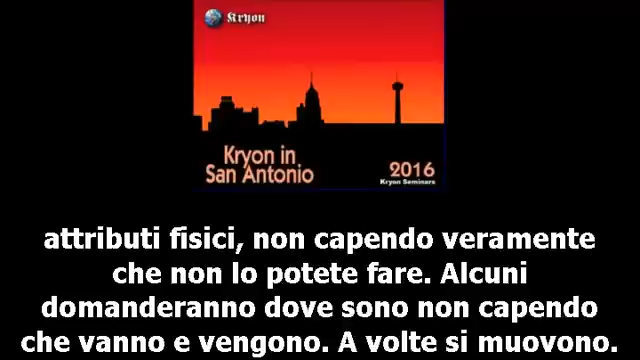 Kryon
Kryon in
San Antonio
2016
Kryon Seminars
attributi fisici, non capendo veramente
che non lo potete fare. Alcuni
domanderanno dove sono non capendo
che vanno e vengono. A volte si muovono.